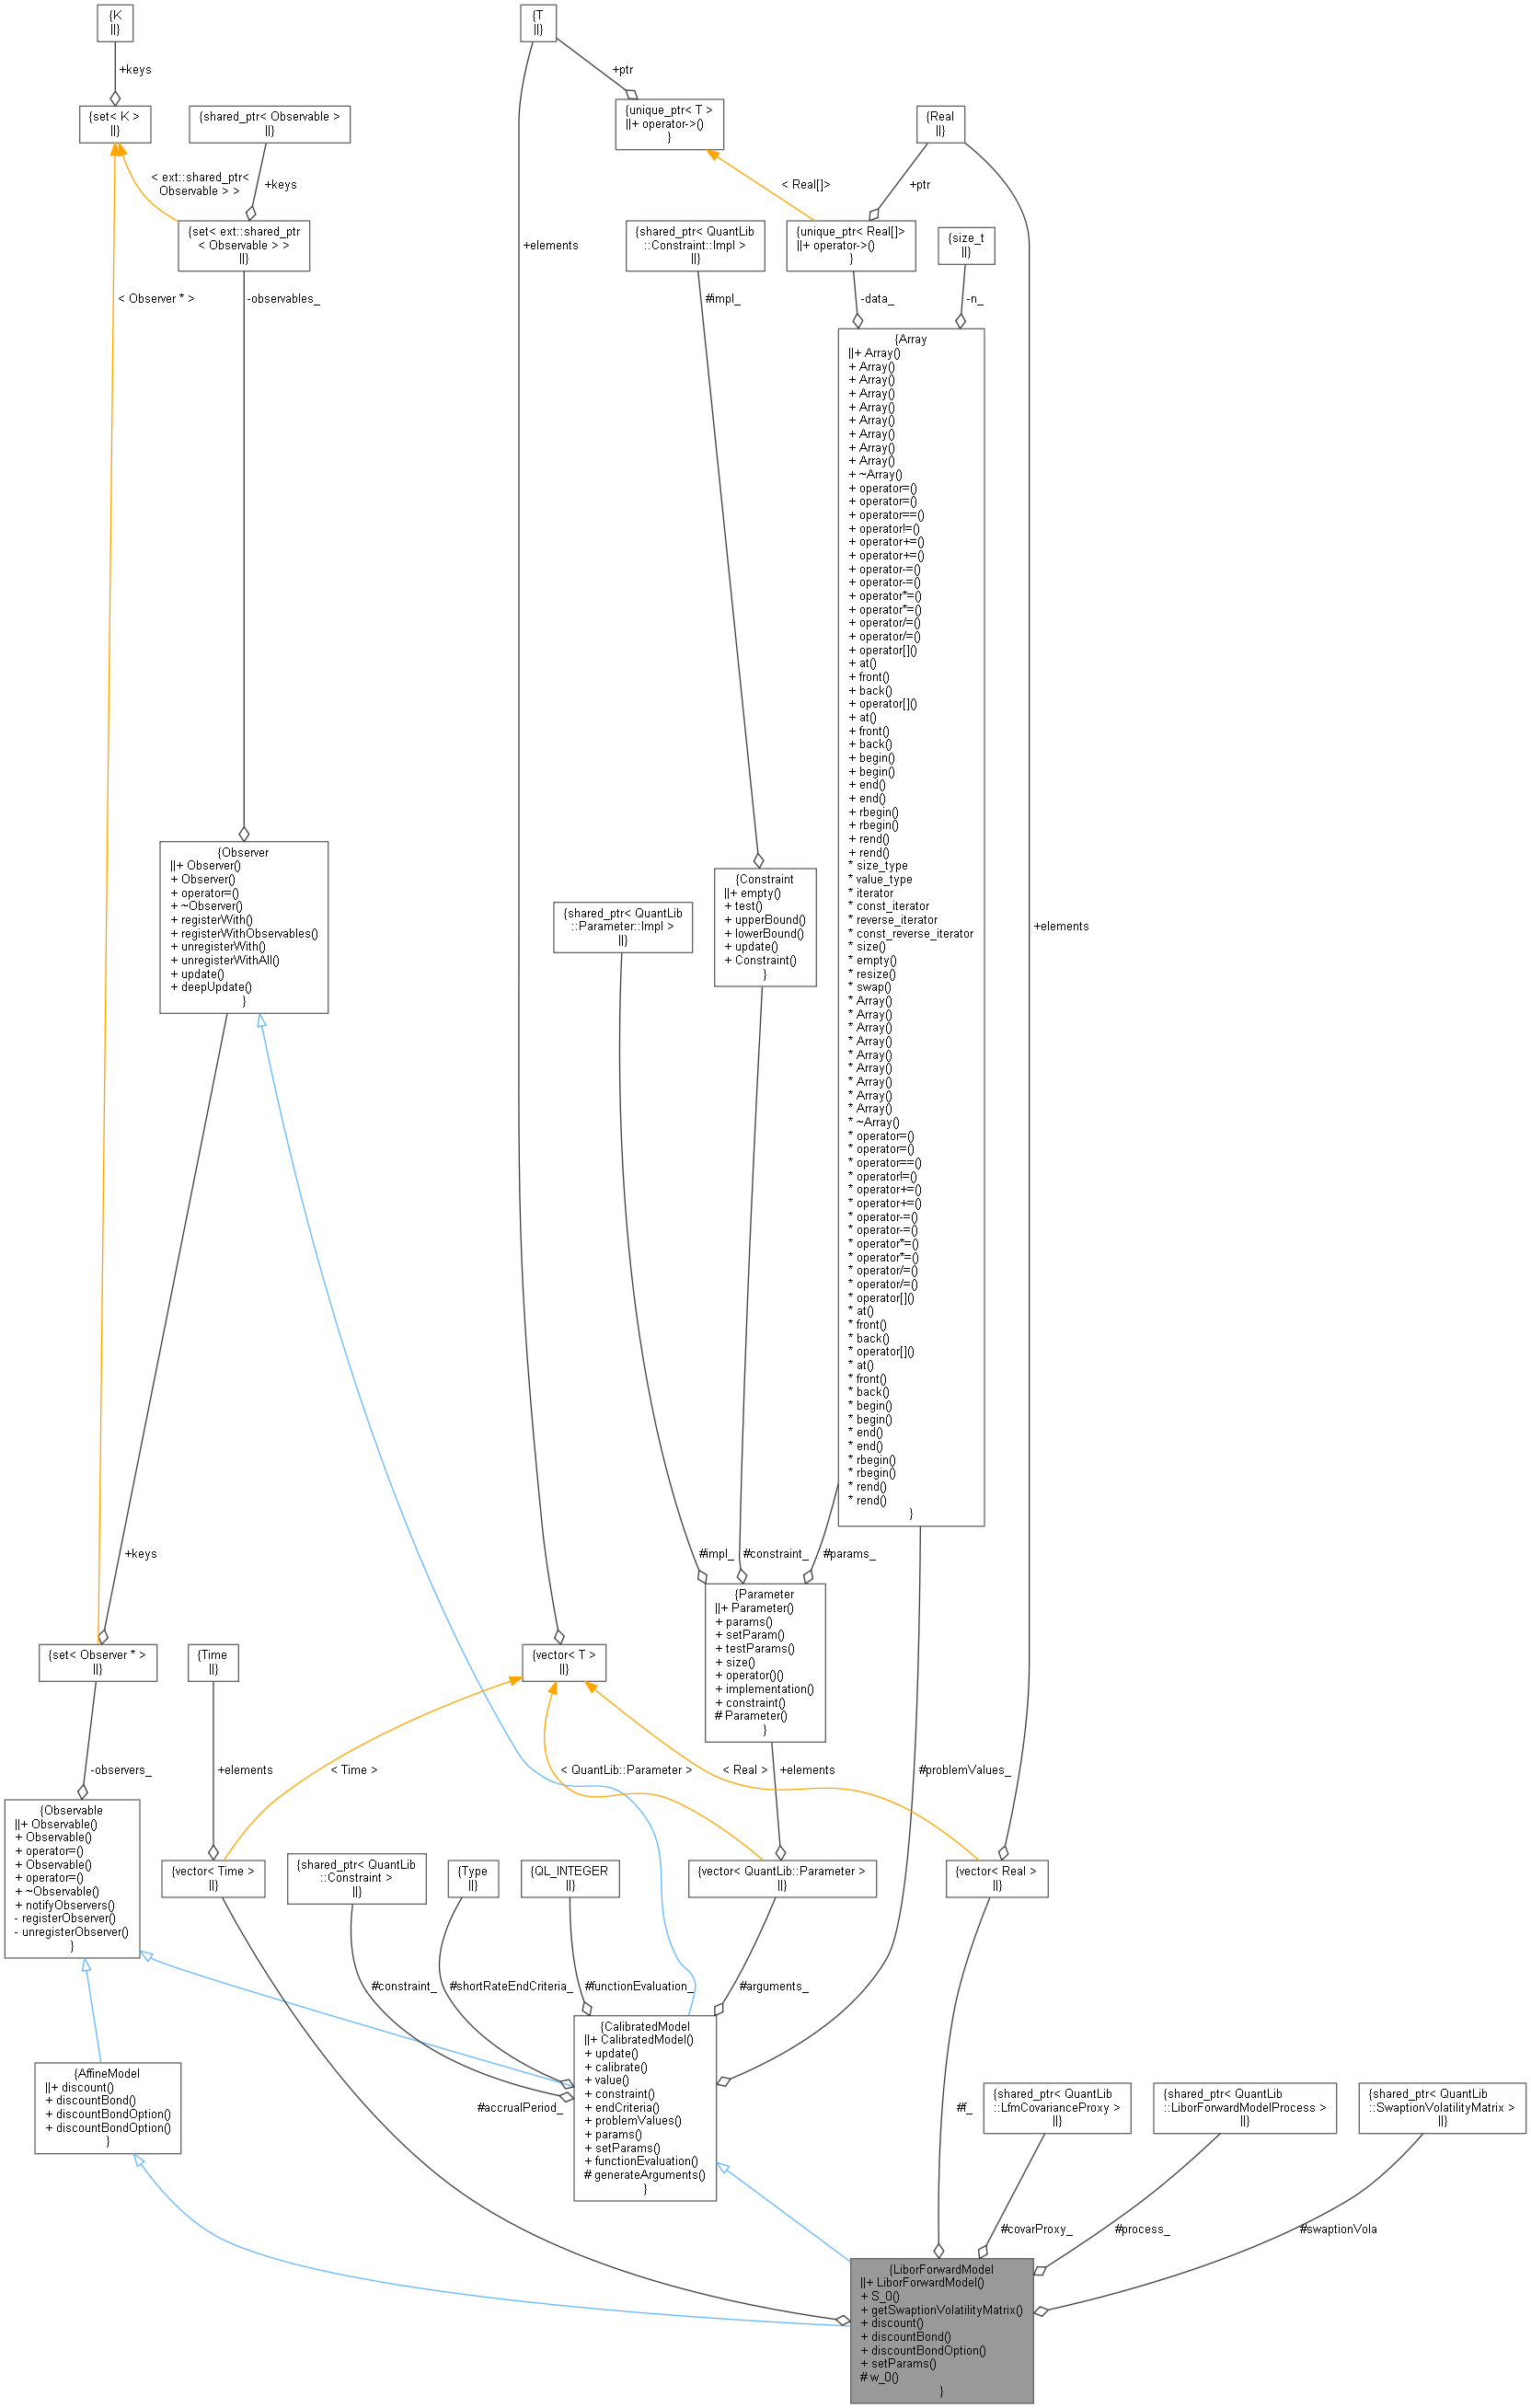 {K
||}
{T
||}
+keys
+ptr
{set< K >
||}
{shared_ptr< Observable >
||}
{unique_ptr< T >
||+ operator->()
}
{Real
||}
< ext::shared_ptr<
Observable > >
+keys
< Real[]>
+ptr
{set< ext::shared_ptr
< Observable > >
||}
+elements
{shared_ptr< QuantLib
::Constraint::Impl >
||}
{unique_ptr< Real[]>
||+ operator->()
}
{size_t
||}
< Observer * >
-observables_
#impl_
-data_
-n_
{Array
||+ Array()
+ Array()
+ Array()
+ Array()
+ Array()
+ Array()
+ Array()
+ Array()
+ Array()
+ ~Array()
+ operator=()
+ operator=()
+ operator==()
+ operator!=()
+ operator+=()
+ operator+=()
+ operator-=()
+ operator-=()
+ operator*=()
+ operator*=()
+ operator/=()
+ operator/=()
+ operator[]()
+ at()
+ front()
+ back()
+ operator[]()
+ at()
+ front()
+ back()
+ begin()
+ begin()
+ end()
+ end()
+ rbegin()
+ rbegin()
+ rend()
+ rend()
* size_type
* value_type
* iterator
* const_iterator
* reverse_iterator
* const_reverse_iterator
* size()
* empty()
* resize()
* swap()
* Array()
* Array()
* Array()
* Array()
* Array()
* Array()
* Array()
* Array()
* Array()
* ~Array()
* operator=()
* operator=()
* operator==()
* operator!=()
* operator+=()
* operator+=()
* operator-=()
* operator-=()
* operator*=()
* operator*=()
* operator/=()
* operator/=()
* operator[]()
* at()
* front()
* back()
* operator[]()
* at()
* front()
* back()
* begin()
* begin()
* end()
* end()
* rbegin()
* rbegin()
* rend()
* rend()
}
{Observer
||+ Observer()
+ Observer()
+ operator=()
+ ~Observer()
+ registerWith()
+ registerWithObservables()
+ unregisterWith()
+ unregisterWithAll()
+ update()
+ deepUpdate()
}
{shared_ptr< QuantLib
::Parameter::Impl >
||}
{Constraint
||+ empty()
+ test()
+ upperBound()
+ lowerBound()
+ update()
+ Constraint()
}
+elements
+keys
#impl_
#constraint_
#params_
{Parameter
||+ Parameter()
+ params()
+ setParam()
+ testParams()
+ size()
+ operator()()
+ implementation()
+ constraint()
# Parameter()
}
{set< Observer * >
||}
{Time
||}
{vector< T >
||}
-observers_
+elements
< Time >
< QuantLib::Parameter >
< Real >
+elements
#problemValues_
{Observable
||+ Observable()
+ Observable()
+ operator=()
+ Observable()
+ operator=()
+ ~Observable()
+ notifyObservers()
- registerObserver()
- unregisterObserver()
}
{vector< Time >
||}
{shared_ptr< QuantLib
::Constraint >
||}
{Type
||}
{QL_INTEGER
||}
{vector< QuantLib::Parameter >
||}
{vector< Real >
||}
#constraint_
#shortRateEndCriteria_
#functionEvaluation_
#arguments_
{CalibratedModel
||+ CalibratedModel()
+ update()
+ calibrate()
+ value()
+ constraint()
+ endCriteria()
+ problemValues()
+ params()
+ setParams()
+ functionEvaluation()
# generateArguments()
}
{AffineModel
||+ discount()
+ discountBond()
+ discountBondOption()
+ discountBondOption()
}
#accrualPeriod_
#f_
{shared_ptr< QuantLib
::LfmCovarianceProxy >
||}
{shared_ptr< QuantLib
::LiborForwardModelProcess >
||}
{shared_ptr< QuantLib
::SwaptionVolatilityMatrix >
||}
#covarProxy_
#process_
#swaptionVola
{LiborForwardModel
||+ LiborForwardModel()
+ S_0()
+ getSwaptionVolatilityMatrix()
+ discount()
+ discountBond()
+ discountBondOption()
+ setParams()
# w_0()
}